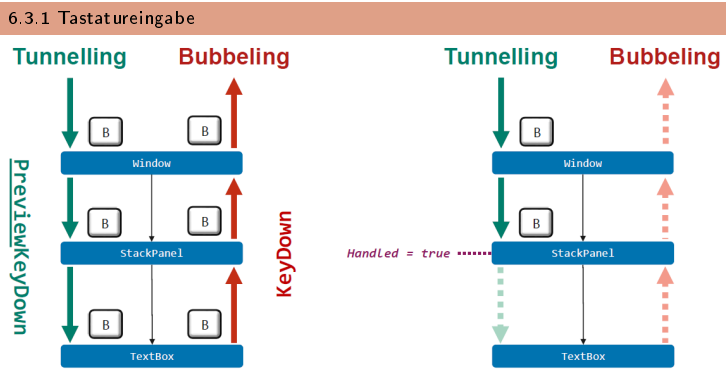 6.3.1 Tastatureingabe
Tunnelling
Bubbeling
B
B
Window
B
B
StackPanel
B
B
TextBox
PreviewKeyDown
KeyDown
Tunnelling
Bubbeling
B
Window
B
Handled = true
StackPanel
TextBox